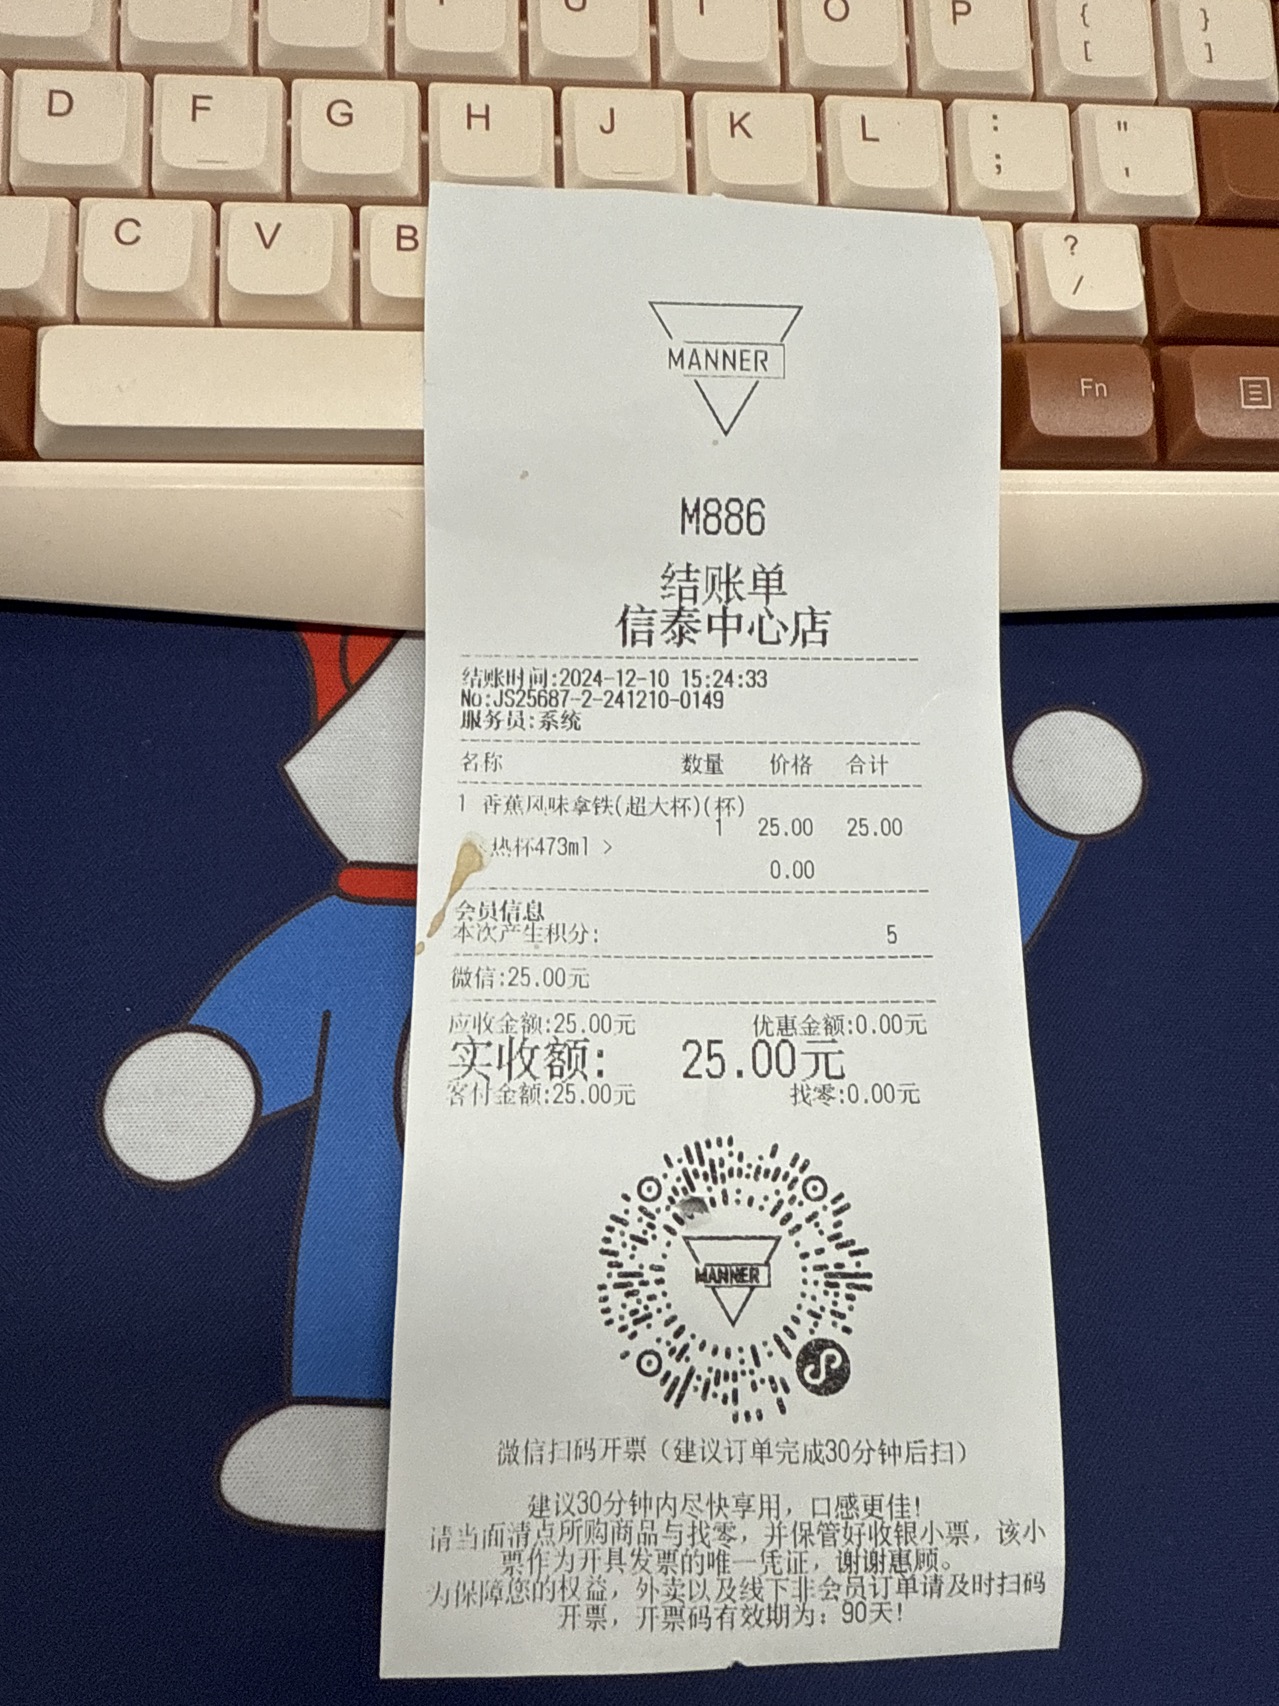 U I O P { [ } ]
D F G H J K L : ; " '
C V B ? /
Fn
MANNER
M886
结账单
信泰中心店
结账时间:2024-12-10 15:24:33
No:JS25687-2-241210-0149
服务员:系统
名称 数量 价格 合计
1 香蕉风味拿铁(超大杯)(杯)
1 25.00 25.00
热杯473ml >
0.00
会员信息
本次产生积分: 5
微信:25.00元
应收金额:25.00元 优惠金额:0.00元
实收额: 25.00元
客付金额:25.00元 找零:0.00元
MANNER
微信扫码开票（建议订单完成30分钟后扫）
建议30分钟内尽快享用，口感更佳!
请当面清点所购商品与找零，并保管好收银小票，该小
票作为开具发票的唯一凭证，谢谢惠顾。
为保障您的权益，外卖以及线下非会员订单请及时扫码
开票，开票码有效期为：90天!